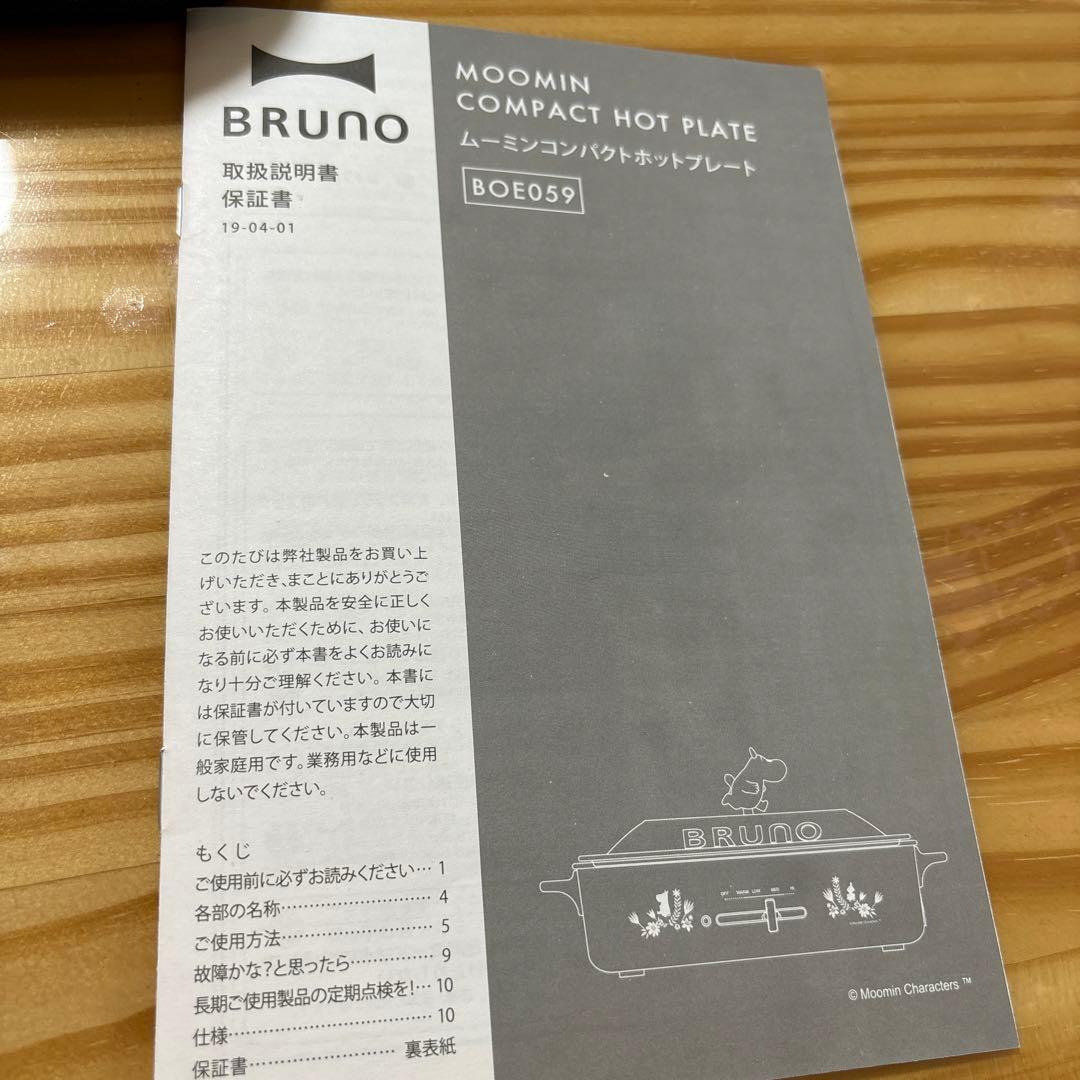 BRUNO
取扱説明書
保証書
19-04-01
MOOMIN
COMPACT HOT PLATE
ムーミンコンパクトホットプレート
BOE059
このたびは弊社製品をお買い上
げいただき、まことにありがとうご
ざいます。本製品を安全に正しく
お使いいただくために、お使いに
なる前に必ず本書をよくお読みに
なり十分ご理解ください。本書に
は保証書が付いていますので大切
に保管してください。本製品は一
般家庭用です。業務用などに使用
しないでください。
もくじ
ご使用前に必ずお読みください… 1
各部の名称……………………… 4
ご使用方法……………………… 5
故障かな?と思ったら…………… 9
長期ご使用製品の定期点検を!… 10
仕様……………………………… 10
保証書…………………… 裏表紙
BRUNO
OFF WARM LOW MED HI
© Moomin Characters ™